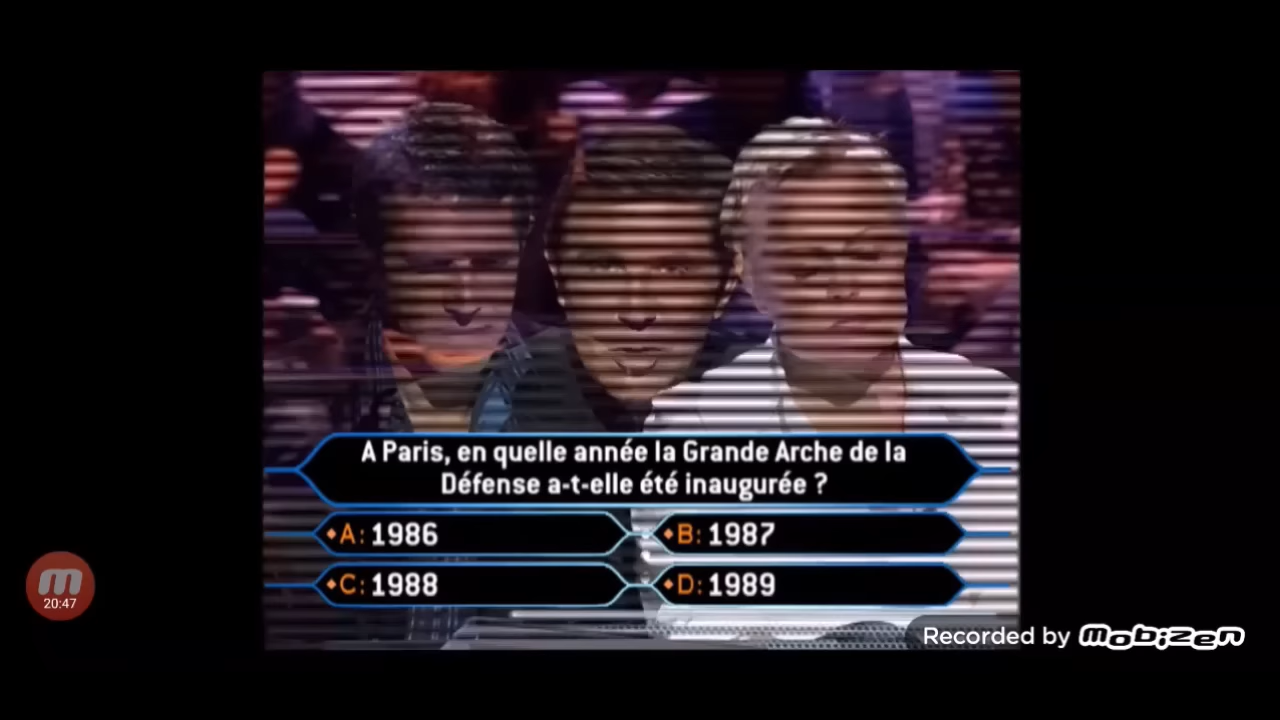 A Paris, en quelle année la Grande Arche de la
Défense a-t-elle été inaugurée ?
A: 1986
B: 1987
C: 1988
D: 1989
20:47
Recorded by mobizen